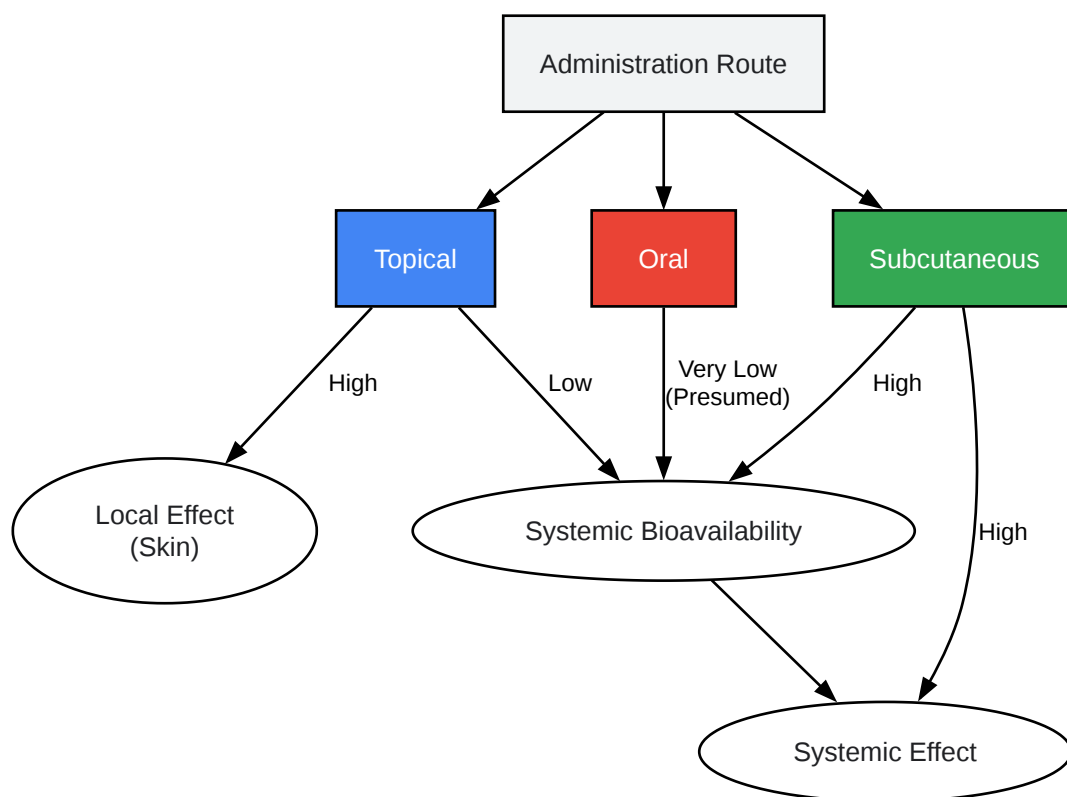 Administration Route
Topical
Oral
Subcutaneous
High
Low
Very Low
(Presumed)
High
Local Effect
(Skin)
Systemic Bioavailability
High
Systemic Effect